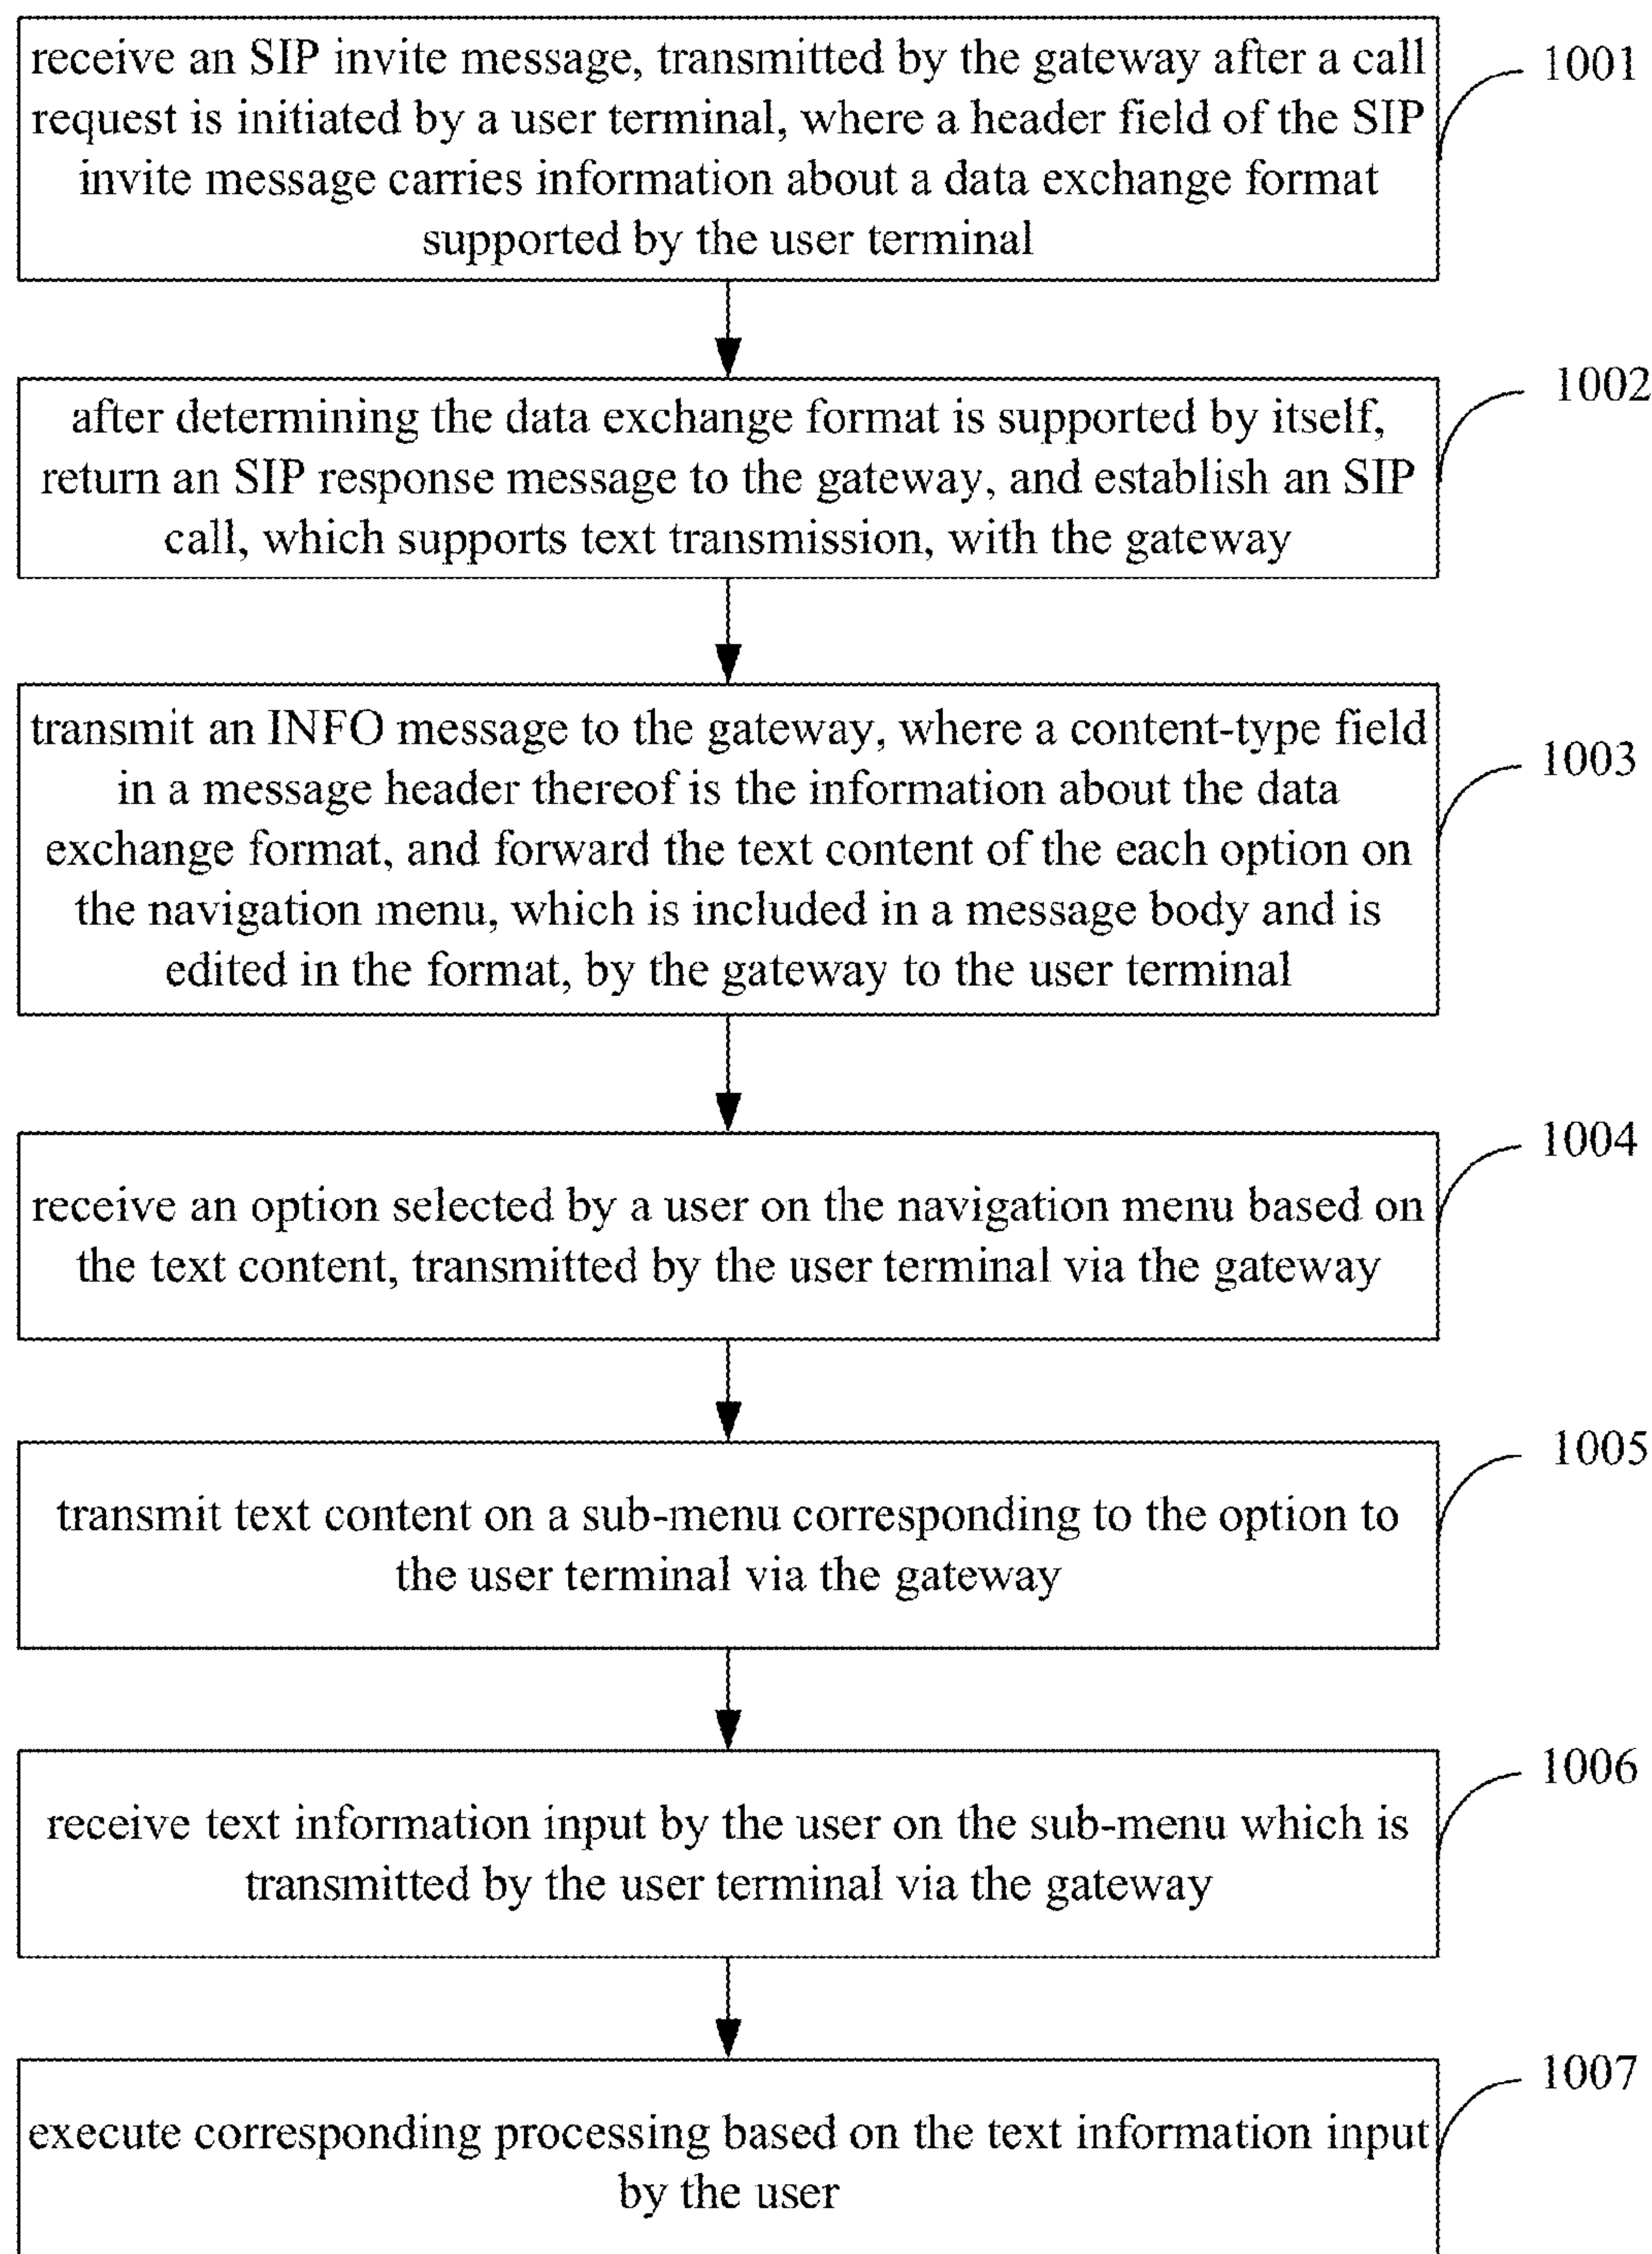 receive an SIP invite message, transmitted by the gateway after a call
request is initiated by a user terminal, where a header field of the SIP
invite message carries information about a data exchange format
supported by the user terminal
1001
after determining the data exchange format is supported by itself,
return an SIP response message to the gateway, and establish an SIP
call, which supports text transmission, with the gateway
1002
transmit an INFO message to the gateway, where a content-type field
in a message header thereof is the information about the data
exchange format, and forward the text content of the each option on
the navigation menu, which is included in a message body and is
edited in the format, by the gateway to the user terminal
1003
receive an option selected by a user on the navigation menu based on
the text content, transmitted by the user terminal via the gateway
1004
transmit text content on a sub-menu corresponding to the option to
the user terminal via the gateway
1005
receive text information input by the user on the sub-menu which is
transmitted by the user terminal via the gateway
1006
execute corresponding processing based on the text information input
by the user
1007